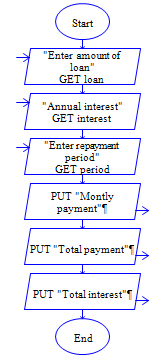 Start
"Enter amount of
loan"
GET loan
"Annual interest"
GET interest
"Enter repayment
period"
GET period
PUT "Montly
payment"¶
PUT "Total payment"¶
PUT "Total interest"¶
End